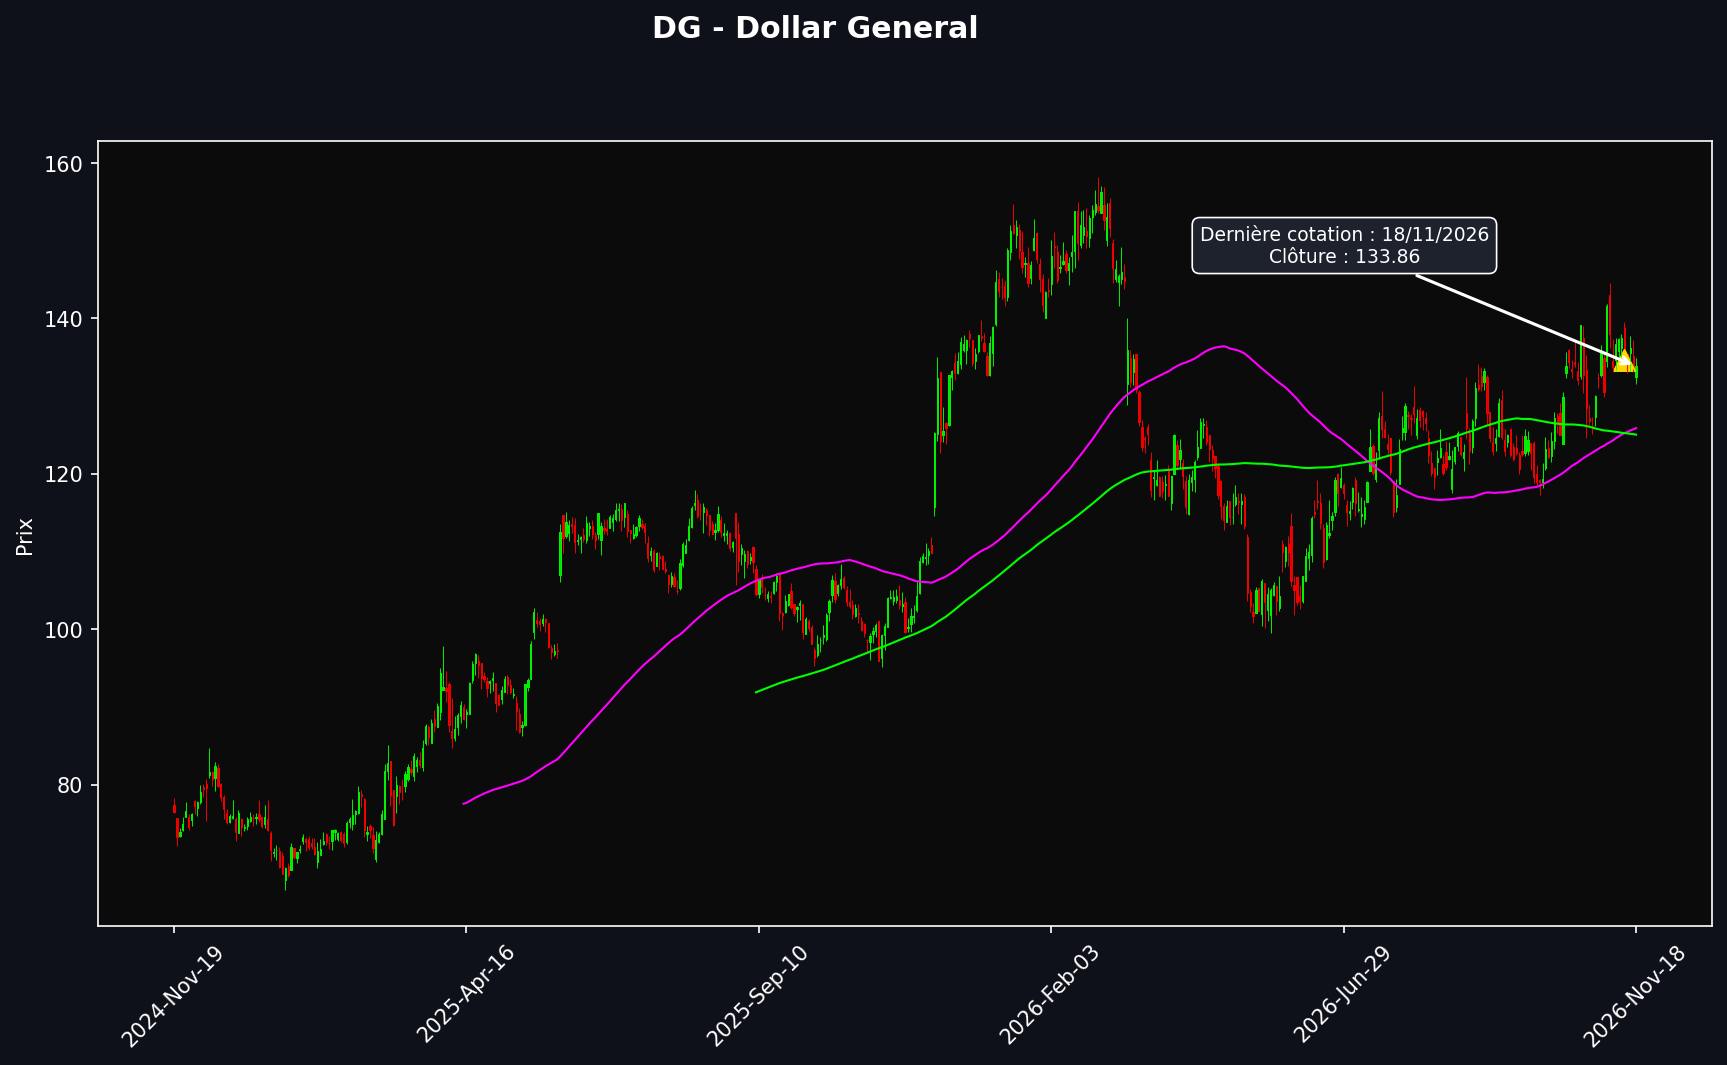 DG - Dollar General
160
140
120
100
80
Prix
Dernière cotation : 18/11/2026
Clôture : 133.86
2024-Nov-19
2025-Apr-16
2025-Sep-10
2026-Feb-03
2026-Jun-29
2026-Nov-18